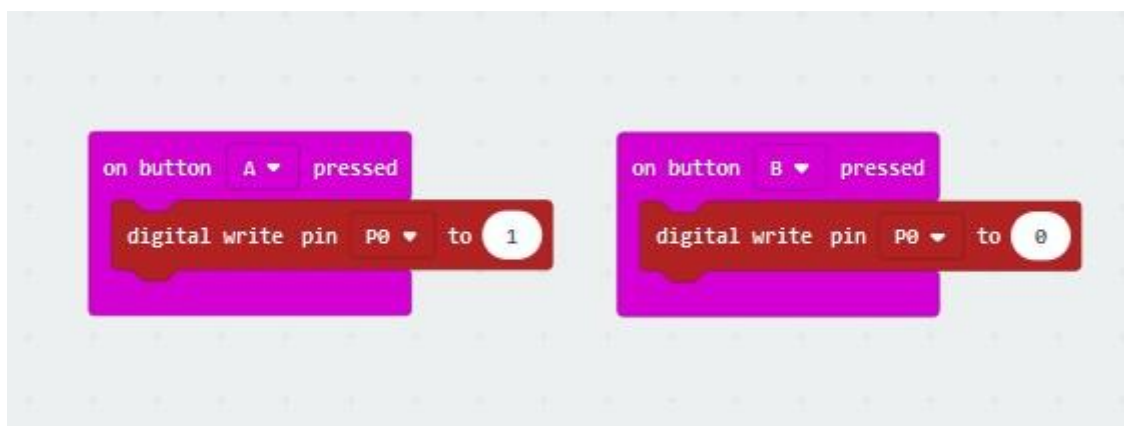 on button A pressed
digital write pin P0 to 1
on button B pressed
digital write pin P0 to 0